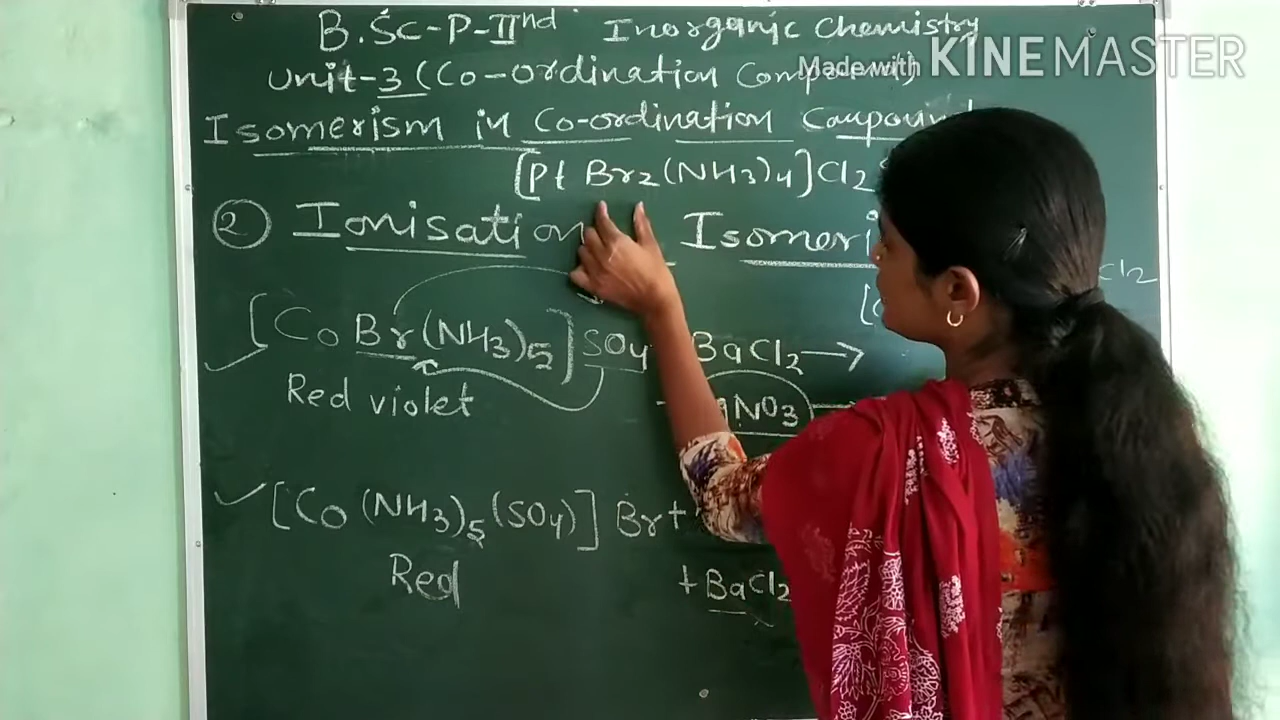 B.Sc-P-IInd Inorganic Chemistry
Made with KINEMASTER
Unit-3 (Co-ordination Compound)
Isomerism in Co-ordination Compound
[Pt Br2(NH3)4]Cl2
2 Ionisation Isomeri
Cl2
[Co Br(NH3)5]SO4 BaCl2→
Red violet
NO3
[Co(NH3)5(SO4)] Br+
Red
+ BaCl2